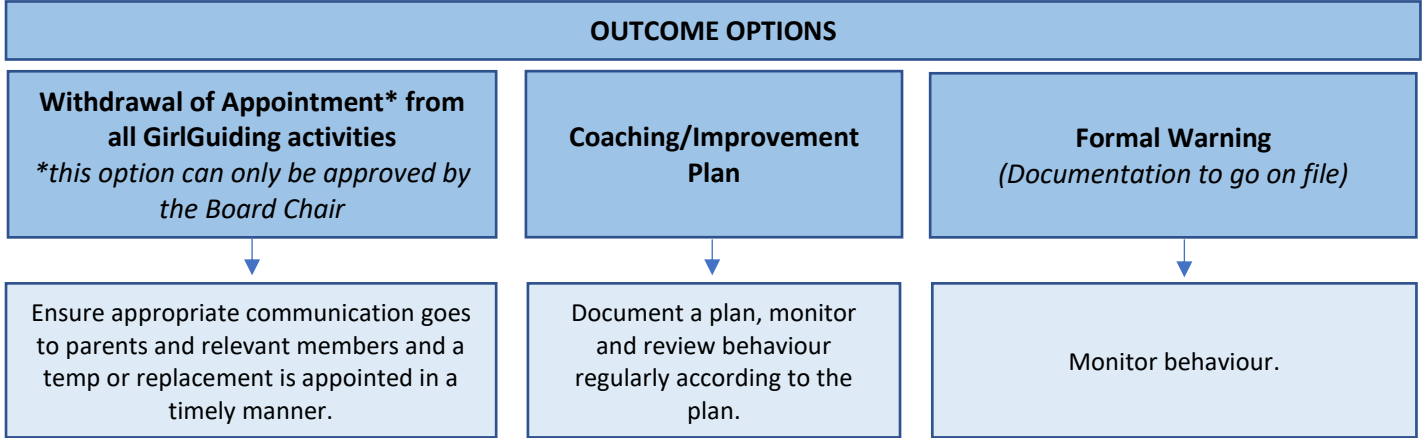 OUTCOME OPTIONS
Withdrawal of Appointment* from
all GirlGuiding activities
*this option can only be approved by
the Board Chair
Coaching/Improvement
Plan
Formal Warning
(Documentation to go on file)
Ensure appropriate communication goes
to parents and relevant members and a
temp or replacement is appointed in a
timely manner.
Document a plan, monitor
and review behaviour
regularly according to the
plan.
Monitor behaviour.